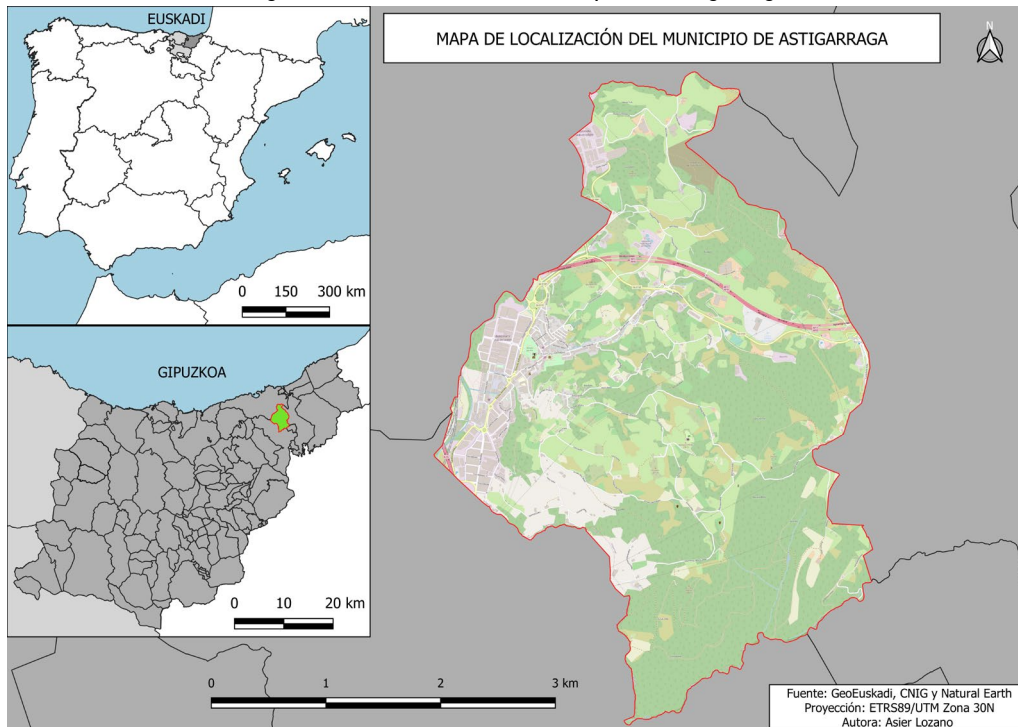 EUSKADI
0 150 300 km
GIPUZKOA
0 10 20 km
MAPA DE LOCALIZACIÓN DEL MUNICIPIO DE ASTIGARRAGA
N
0 1 2 3 km
Fuente: GeoEuskadi, CNIG y Natural Earth
Proyección: ETRS89/UTM Zona 30N
Autora: Asier Lozano